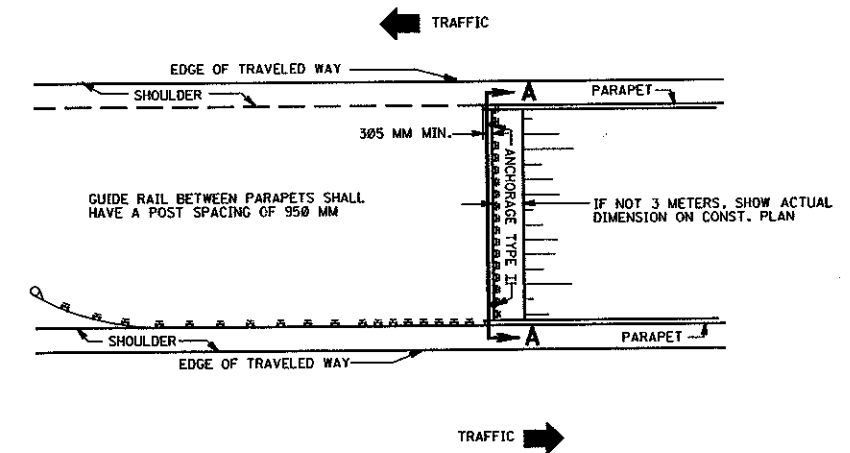 TRAFFIC
EDGE OF TRAVELED WAY
SHOULDER
A
PARAPET
305 MM MIN.
ANCHORAGE TYPE II
GUIDE RAIL BETWEEN PARAPETS SHALL
HAVE A POST SPACING OF 950 MM
IF NOT 3 METERS, SHOW ACTUAL
DIMENSION ON CONST. PLAN
A
SHOULDER
PARAPET
EDGE OF TRAVELED WAY
TRAFFIC